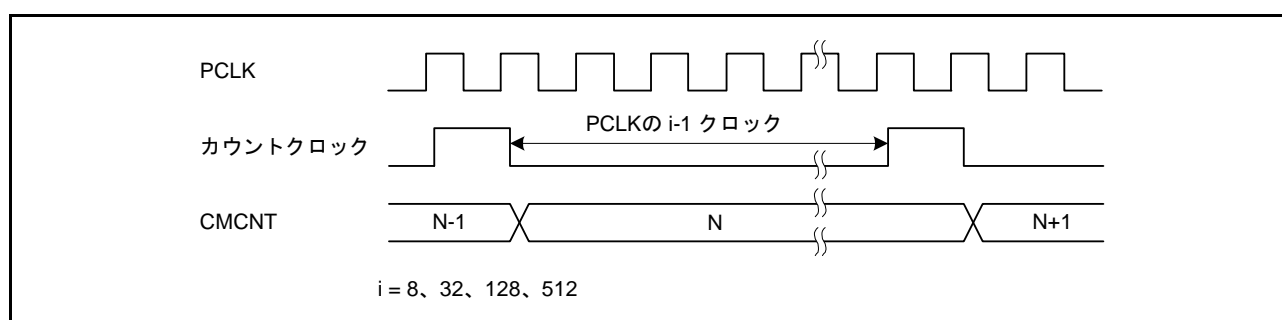 PCLK
カウントクロック
PCLKの i-1 クロック
CMCNT
N-1
N
N+1
i = 8、32、128、512